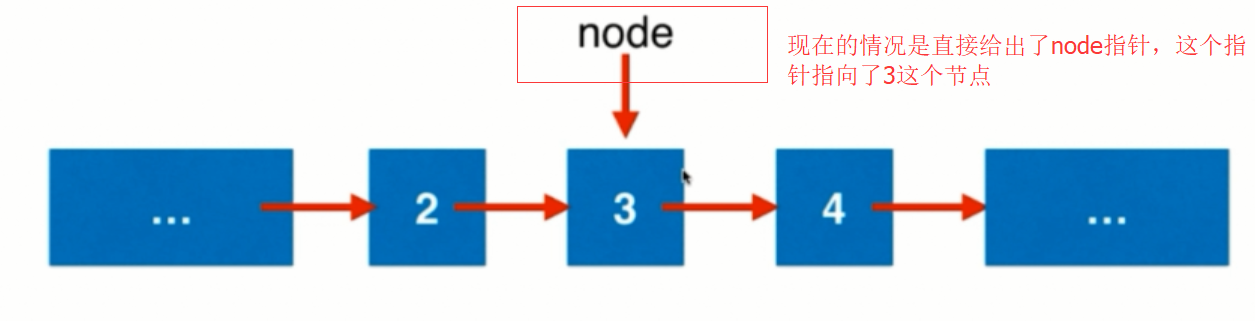 node
现在的情况是直接给出了node指针，这个指
针指向了3这个节点
... 2 3 4 ...